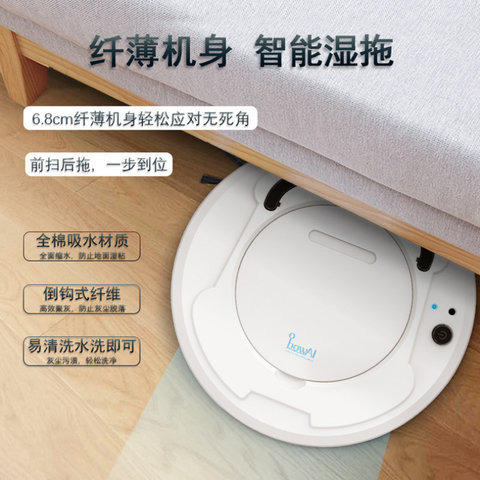 纤薄机身 智能湿拖
6.8cm纤薄机身轻松应对无死角
前扫后拖，一步到位
全棉吸水材质
全面缩水，防止地面湿粘
倒钩式纤维
高效聚灰，防止灰尘脱落
易清洗水洗即可
灰尘污渍，轻松洗净
bowAI